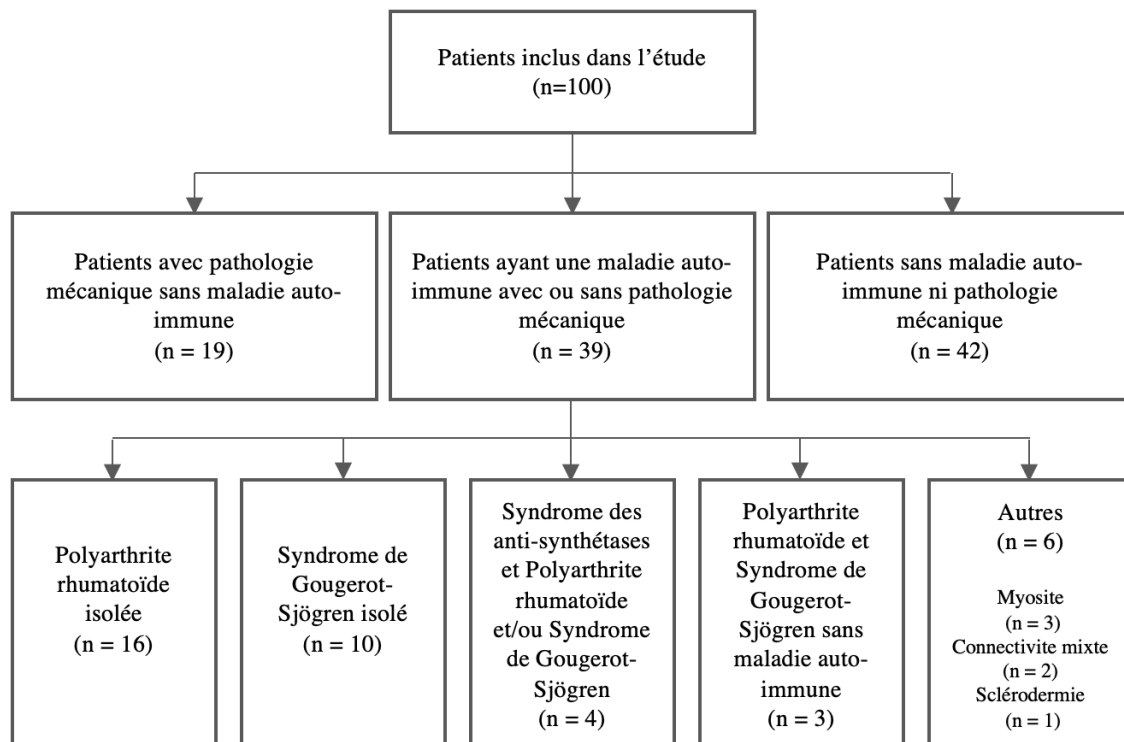 Patients inclus dans l’étude
(n=100)
Patients avec pathologie
mécanique sans maladie auto-
immune
(n = 19)
Patients ayant une maladie auto-
immune avec ou sans pathologie
mécanique
(n = 39)
Patients sans maladie auto-
immune ni pathologie
mécanique
(n = 42)
Polyarthrite
rhumatoïde
isolée
(n = 16)
Syndrome de
Gougerot-
Sjögren isolé
(n = 10)
Syndrome des
anti-synthétases
et Polyarthrite
rhumatoïde
et/ou Syndrome
de Gougerot-
Sjögren
(n = 4)
Polyarthrite
rhumatoïde et
Syndrome de
Gougerot-
Sjögren sans
maladie auto-
immune
(n = 3)
Autres
(n = 6)
Myosite
(n = 3)
Connectivite mixte
(n = 2)
Sclérodermie
(n = 1)